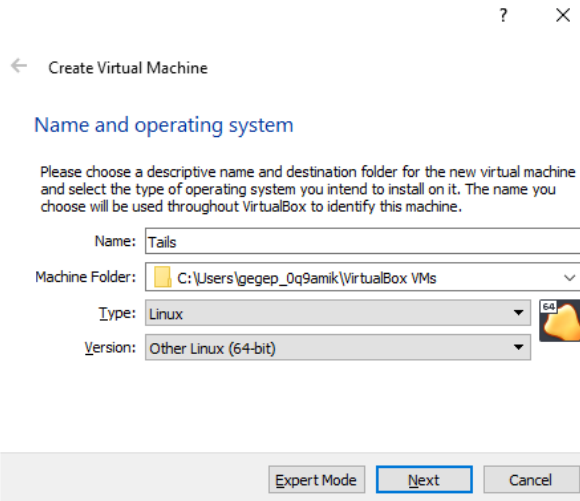 ?
Create Virtual Machine
Name and operating system
Please choose a descriptive name and destination folder for the new virtual machine
and select the type of operating system you intend to install on it. The name you
choose will be used throughout VirtualBox to identify this machine.
Name: Tails
Machine Folder: C:\Users\gegep_0q9amik\VirtualBox VMs
Type: Linux
64
Version: Other Linux (64-bit)
Expert Mode Next Cancel